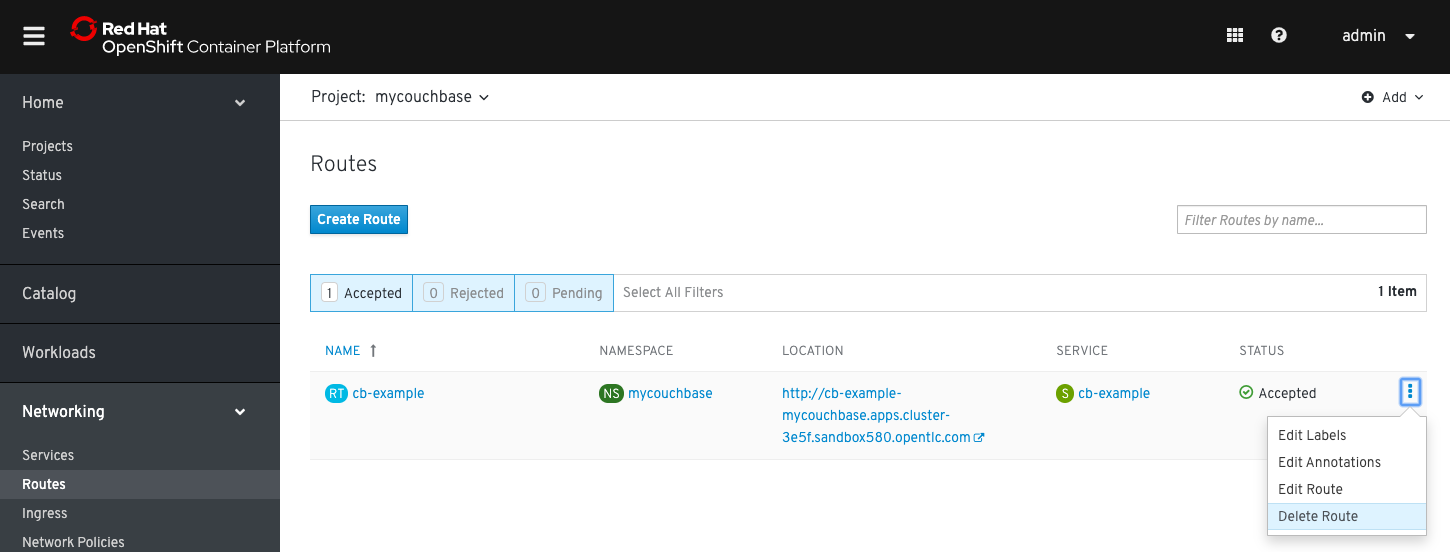 Red Hat
OpenShift Container Platform
admin
Home
Projects
Status
Search
Events
Catalog
Workloads
Networking
Services
Routes
Ingress
Network Policies
Project: mycouchbase
Add
Routes
Create Route
Filter Routes by name...
1 Accepted 0 Rejected 0 Pending Select All Filters 1 Item
NAME NAMESPACE LOCATION SERVICE STATUS
RT cb-example NS mycouchbase http://cb-example- S cb-example Accepted
mycouchbase.apps.cluster-
3e5f.sandbox580.opentlc.com
Edit Labels
Edit Annotations
Edit Route
Delete Route